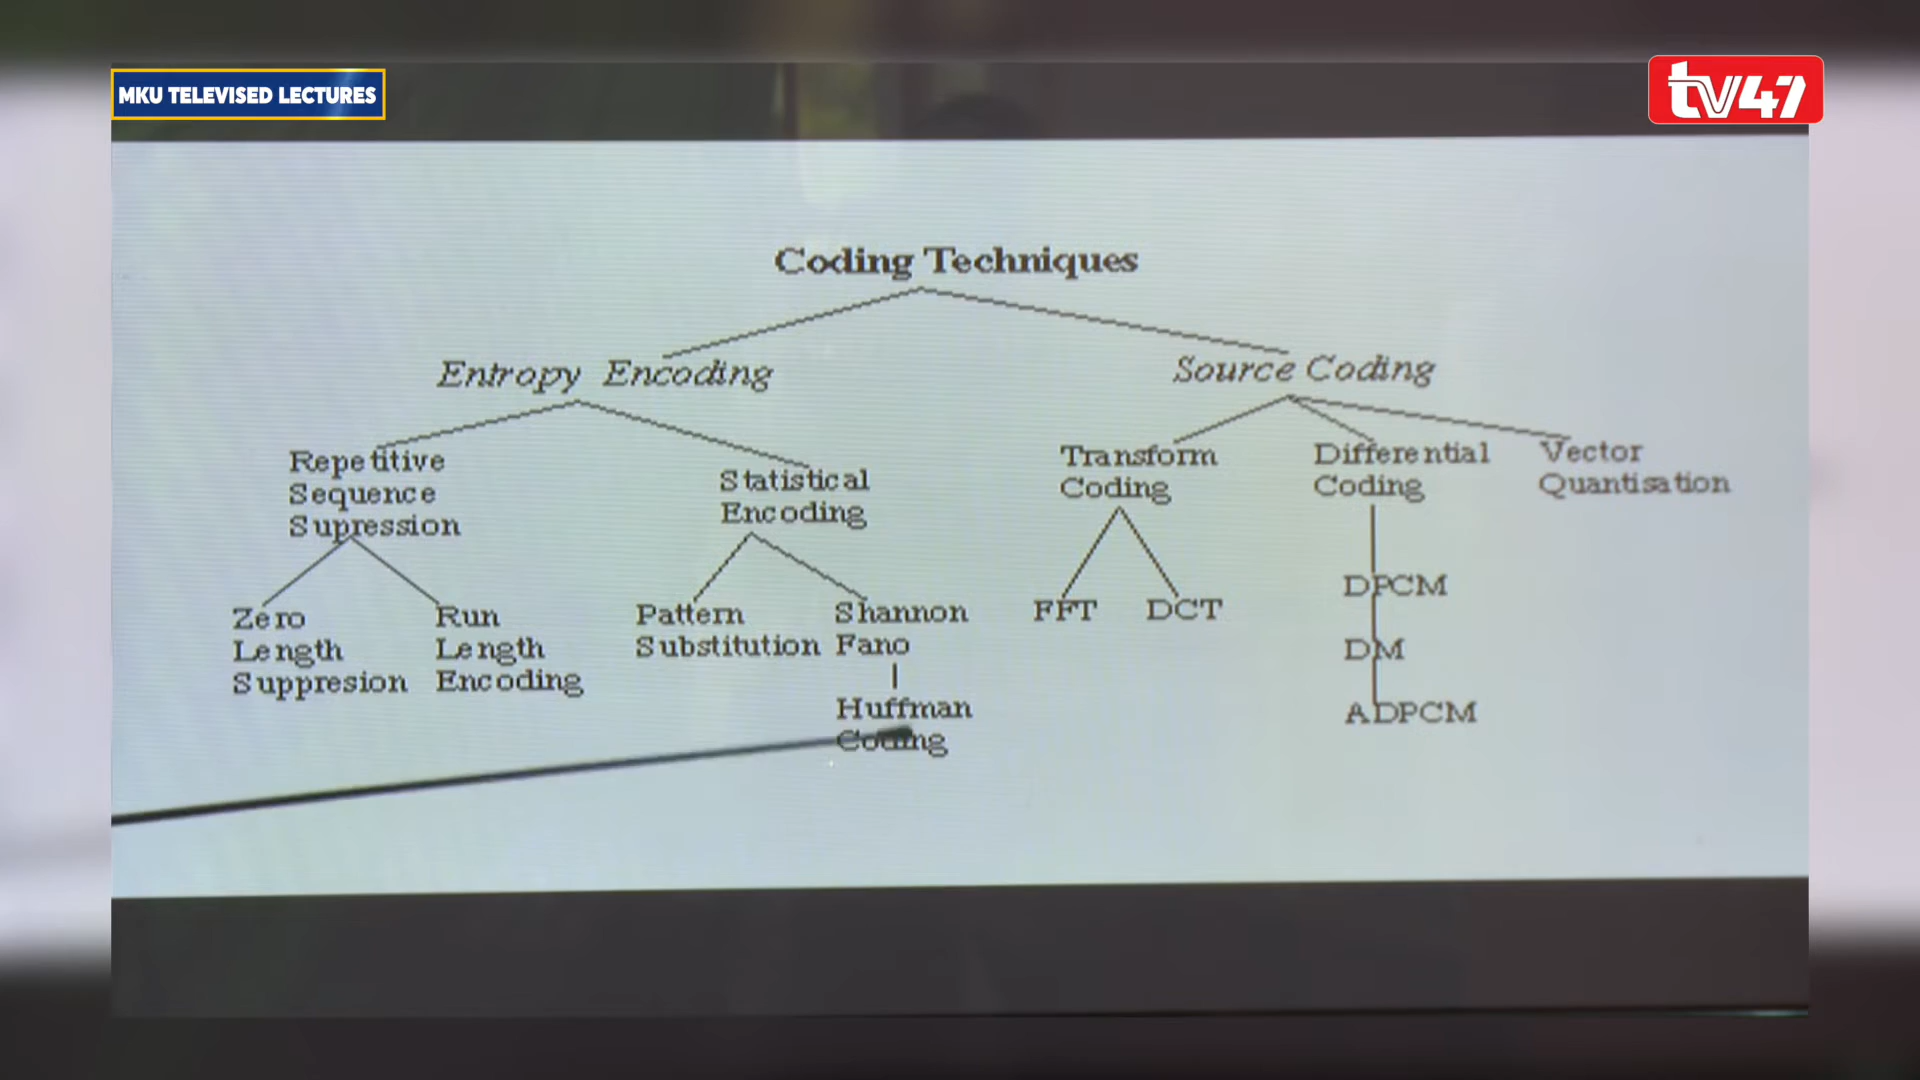 MKU TELEVISED LECTURES
tv47
Coding Techniques
Entropy Encoding
Source Coding
Repetitive
Sequence
Supression
Statistical
Encoding
Transform
Coding
Differential
Coding
Vector
Quantisation
Zero
Length
Suppresion
Run
Length
Encoding
Pattern
Substitution
Shannon
Fano
Huffman
Coding
FFT
DCT
DPCM
DM
ADPCM